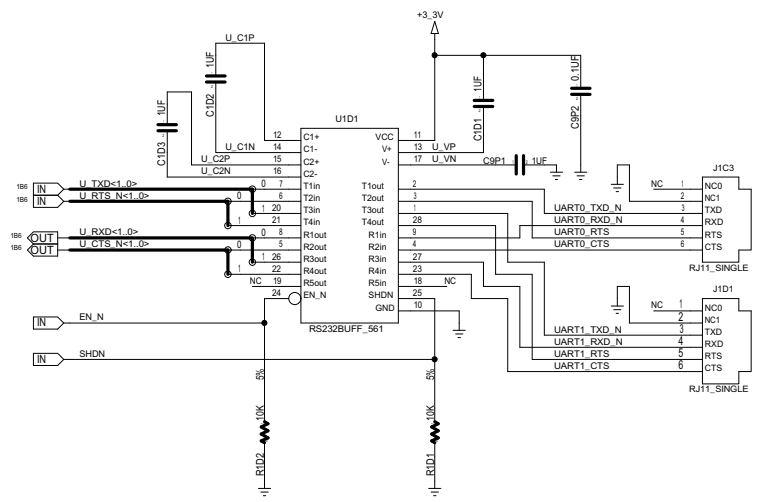 +3_3V
U_C1P
1UF
C1D2
1UF
C1D3
U_C1N
U_C2P
U_C2N
1UF
C1D1
0.1UF
C9P2
U1D1
12 C1+ VCC 11
14 C1- V+ 13 U_VP
15 C2+ V- 17 U_VN C9P1 1UF
16 C2-
1B6 IN U_TXD<1..0> 0 7 T1in T1out 2
1B6 IN U_RTS_N<1..0> 0 6 T2in T2out 3
1 20 T3in T3out 1
1 21 T4in T4out 28
1B6 OUT U_RXD<1..0> 0 8 R1out R1in 9
1B6 OUT U_CTS_N<1..0> 0 5 R2out R2in 4
1 26 R3out R3in 27
1 22 R4out R4in 23
NC 19 R5out R5in 18 NC
24 EN_N SHDN 25
GND 10
RS232BUFF_561
IN EN_N
IN SHDN
5%
10K
R1D2
5%
10K
R1D1
J1C3
NC 1 NC0
2 NC1
UART0_TXD_N 3 TXD
UART0_RXD_N 4 RXD
UART0_RTS 5 RTS
UART0_CTS 6 CTS
RJ11_SINGLE
J1D1
NC 1 NC0
2 NC1
UART1_TXD_N 3 TXD
UART1_RXD_N 4 RXD
UART1_RTS 5 RTS
UART1_CTS 6 CTS
RJ11_SINGLE